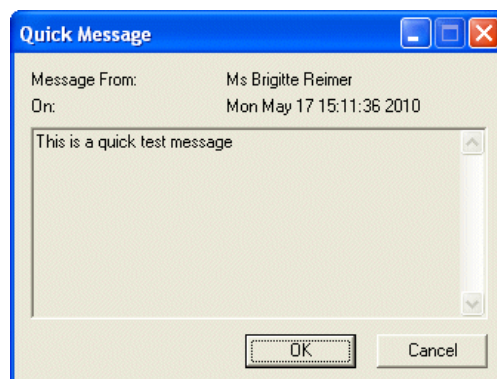 Quick Message
Message From: Ms Brigitte Reimer
On: Mon May 17 15:11:36 2010
This is a quick test message
OK Cancel